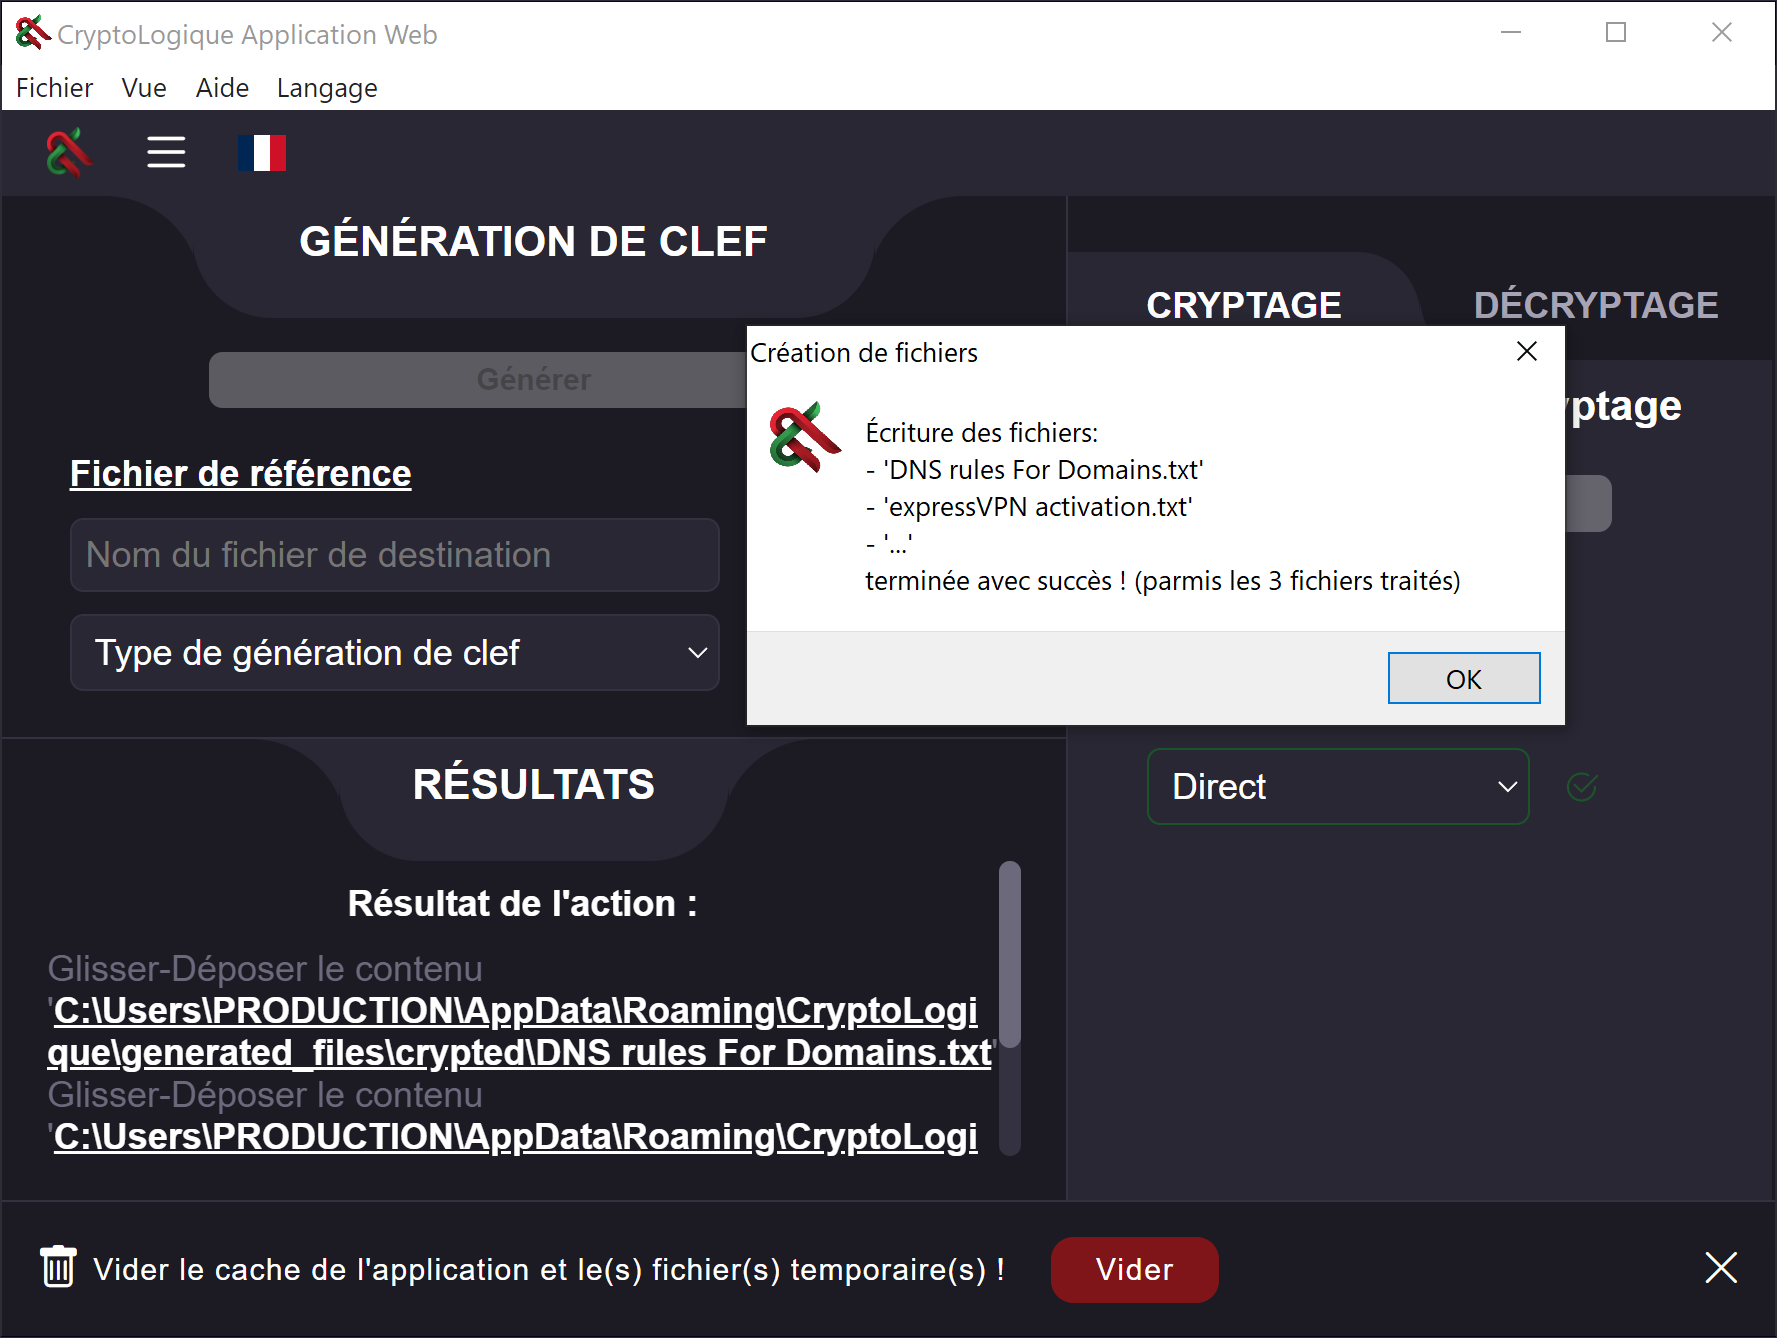 CryptoLogique Application Web
Fichier Vue Aide Langage
GÉNÉRATION DE CLEF
Générer
Fichier de référence
Nom du fichier de destination
Type de génération de clef
CRYPTAGE DÉCRYPTAGE
yptage
Création de fichiers
Écriture des fichiers:
- 'DNS rules For Domains.txt'
- 'expressVPN activation.txt'
- '...'
terminée avec succès ! (parmis les 3 fichiers traités)
OK
Direct
RÉSULTATS
Résultat de l'action :
Glisser-Déposer le contenu
'C:\Users\PRODUCTION\AppData\Roaming\CryptoLogi
que\generated_files\crypted\DNS rules For Domains.txt'
Glisser-Déposer le contenu
'C:\Users\PRODUCTION\AppData\Roaming\CryptoLogi
Vider le cache de l'application et le(s) fichier(s) temporaire(s) !
Vider